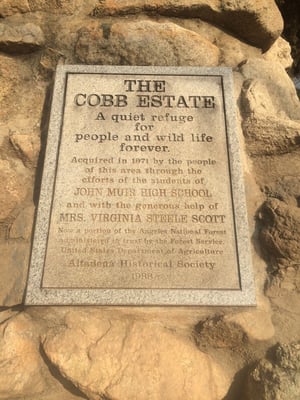 THE
COBB ESTATE
A quiet refuge
for
people and wild life
forever.
Acquired in 1971 by the people
of this area through the
efforts of the students of
JOHN MUIR HIGH SCHOOL
and with the generous help of
MRS. VIRGINIA STEELE SCOTT
Now a portion of the Angeles National Forest
administered in trust by the Forest Service,
United States Department of Agriculture
Altadena Historical Society
1988